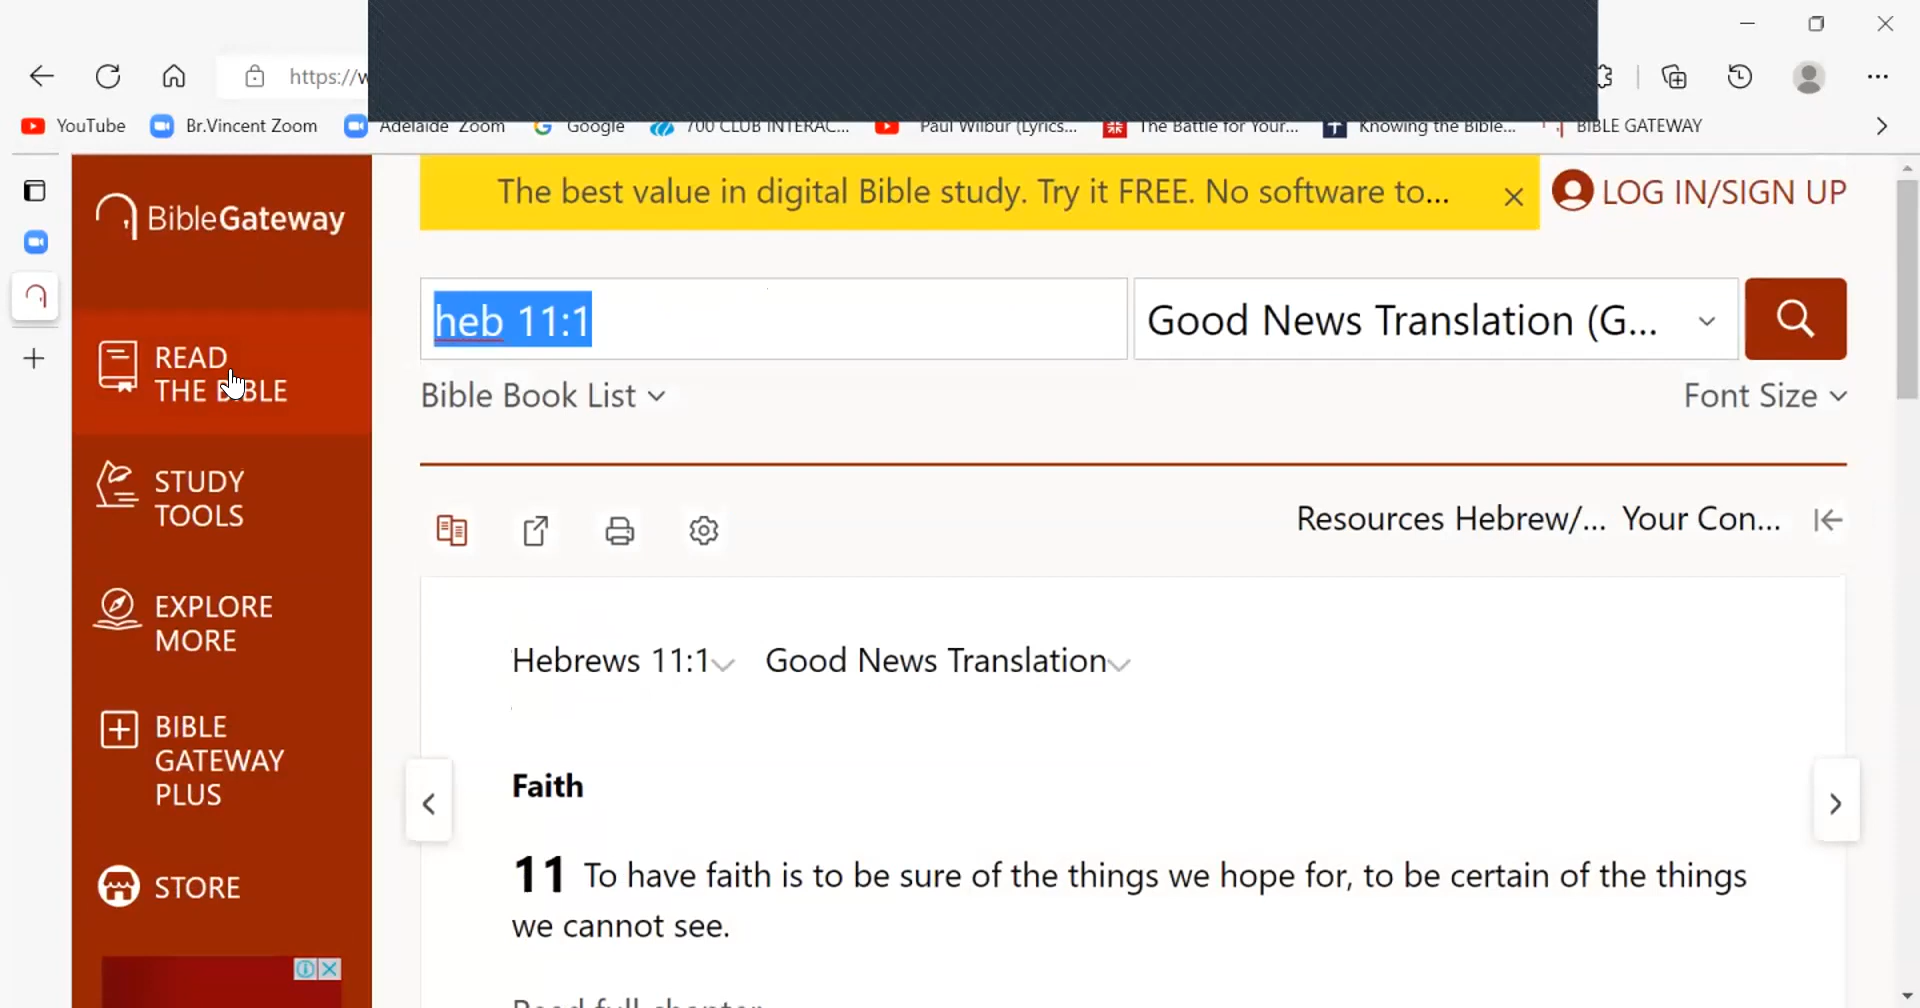 https://w
YouTube Br.Vincent Zoom Adelaide Zoom Google 700 CLUB INTERAC... Paul Wilbur (Lyrics... The Battle for Your... Knowing the Bible... BIBLE GATEWAY
BibleGateway
The best value in digital Bible study. Try it FREE. No software to...
LOG IN/SIGN UP
heb 11:1
Good News Translation (G...
Bible Book List
Font Size
READ
THE BIBLE
STUDY
TOOLS
EXPLORE
MORE
BIBLE
GATEWAY
PLUS
STORE
Resources Hebrew/... Your Con...
Hebrews 11:1 Good News Translation
Faith
11 To have faith is to be sure of the things we hope for, to be certain of the things
we cannot see.
Read full chapter